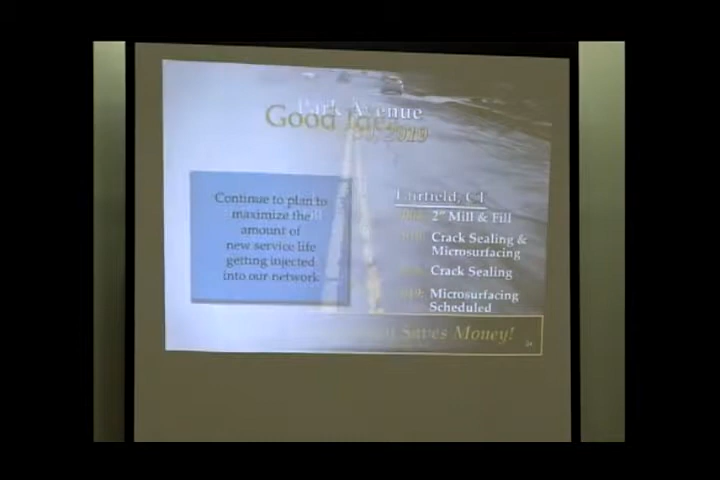 Park Avenue
Good
2019
Continue to plan to
maximize the
amount of
new service life
getting injected
into our network
Fairfield, CT
2" Mill & Fill
Crack Sealing &
Microsurfacing
Crack Sealing
Microsurfacing
Scheduled
Saves Money!